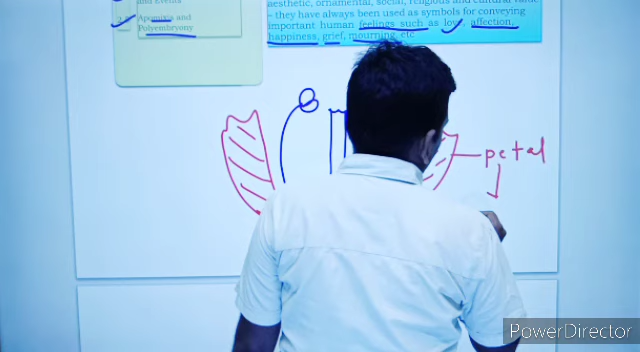 and Events
2. Apomixis and
Polyembryony
aesthetic, ornamental, social, religious and cultural value
– they have always been used as symbols for conveying
important human feelings such as love, affection,
happiness, grief, mourning, etc
petal
PowerDirector